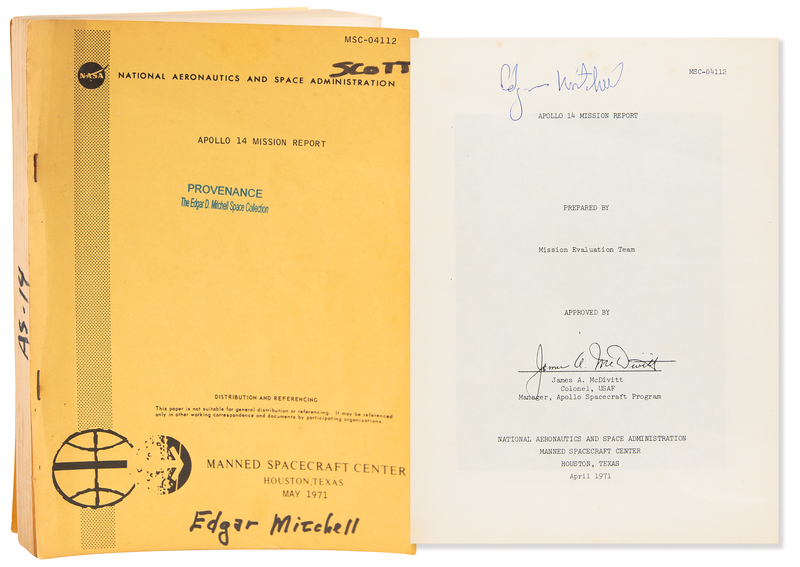 MSC-04112
SCOTT
NASA
NATIONAL AERONAUTICS AND SPACE ADMINISTRATION
APOLLO 14 MISSION REPORT
PROVENANCE
The Edgar D. Mitchell Space Collection
AS-14
DISTRIBUTION AND REFERENCING
This paper is not suitable for general distribution or referencing. It may be referenced
only in other working correspondence and documents by participating organizations.
MANNED SPACECRAFT CENTER
HOUSTON, TEXAS
MAY 1971
Edgar Mitchell
Edgar Mitchell
MSC-04112
APOLLO 14 MISSION REPORT
PREPARED BY
Mission Evaluation Team
APPROVED BY
James A. McDivitt
James A. McDivitt
Colonel, USAF
Manager, Apollo Spacecraft Program
NATIONAL AERONAUTICS AND SPACE ADMINISTRATION
MANNED SPACECRAFT CENTER
HOUSTON, TEXAS
April 1971